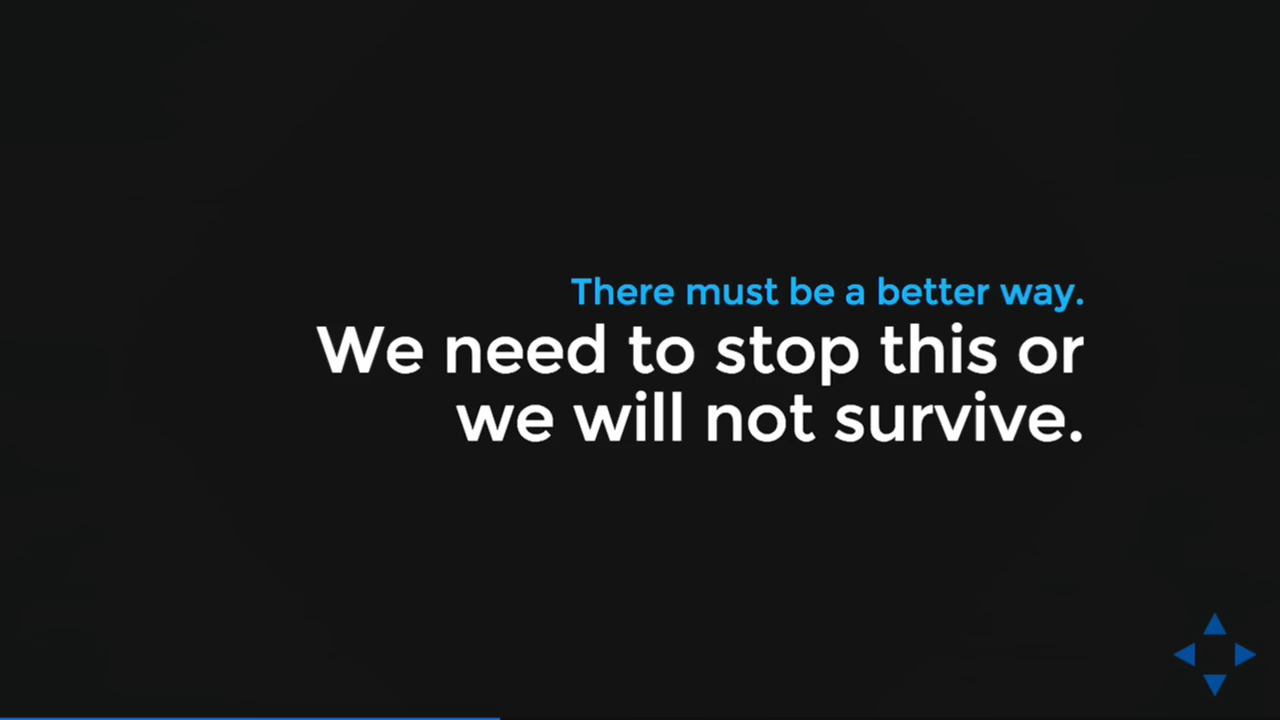 There must be a better way.
We need to stop this or
we will not survive.